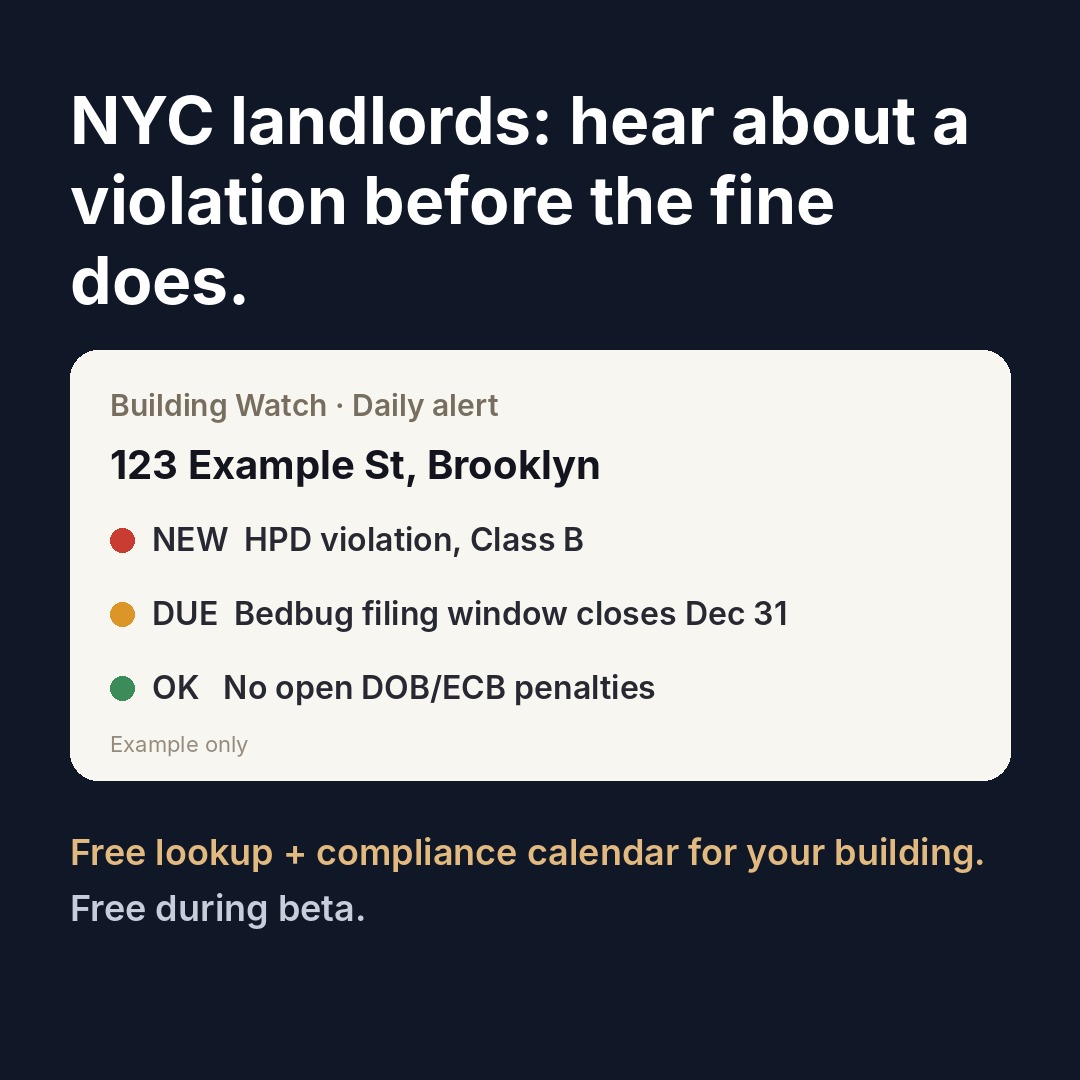 NYC landlords: hear about a
violation before the fine
does.
Building Watch · Daily alert
123 Example St, Brooklyn
NEW HPD violation, Class B
DUE Bedbug filing window closes Dec 31
OK No open DOB/ECB penalties
Example only
Free lookup + compliance calendar for your building.
Free during beta.